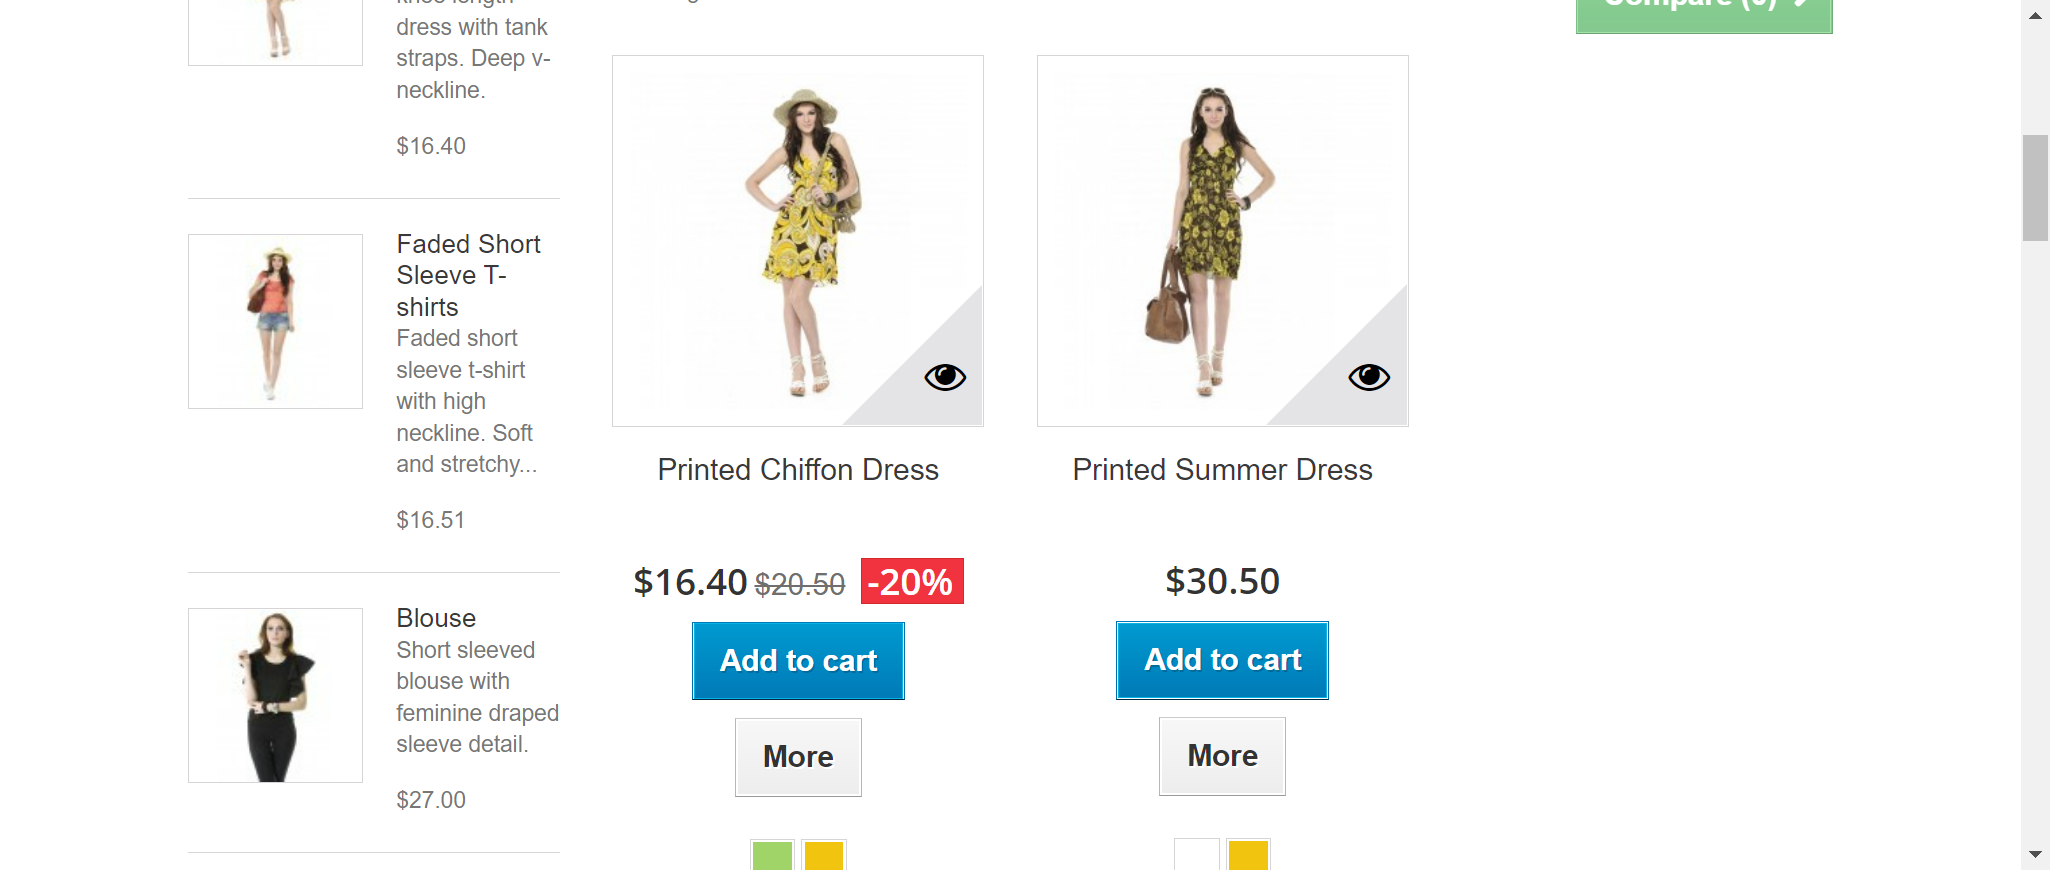 knee length
dress with tank
straps. Deep v-
neckline.
$16.40
Faded Short
Sleeve T-
shirts
Faded short
sleeve t-shirt
with high
neckline. Soft
and stretchy...
$16.51
Blouse
Short sleeved
blouse with
feminine draped
sleeve detail.
$27.00
Compare (0)
Printed Chiffon Dress
$16.40 $20.50 -20%
Add to cart
More
Printed Summer Dress
$30.50
Add to cart
More